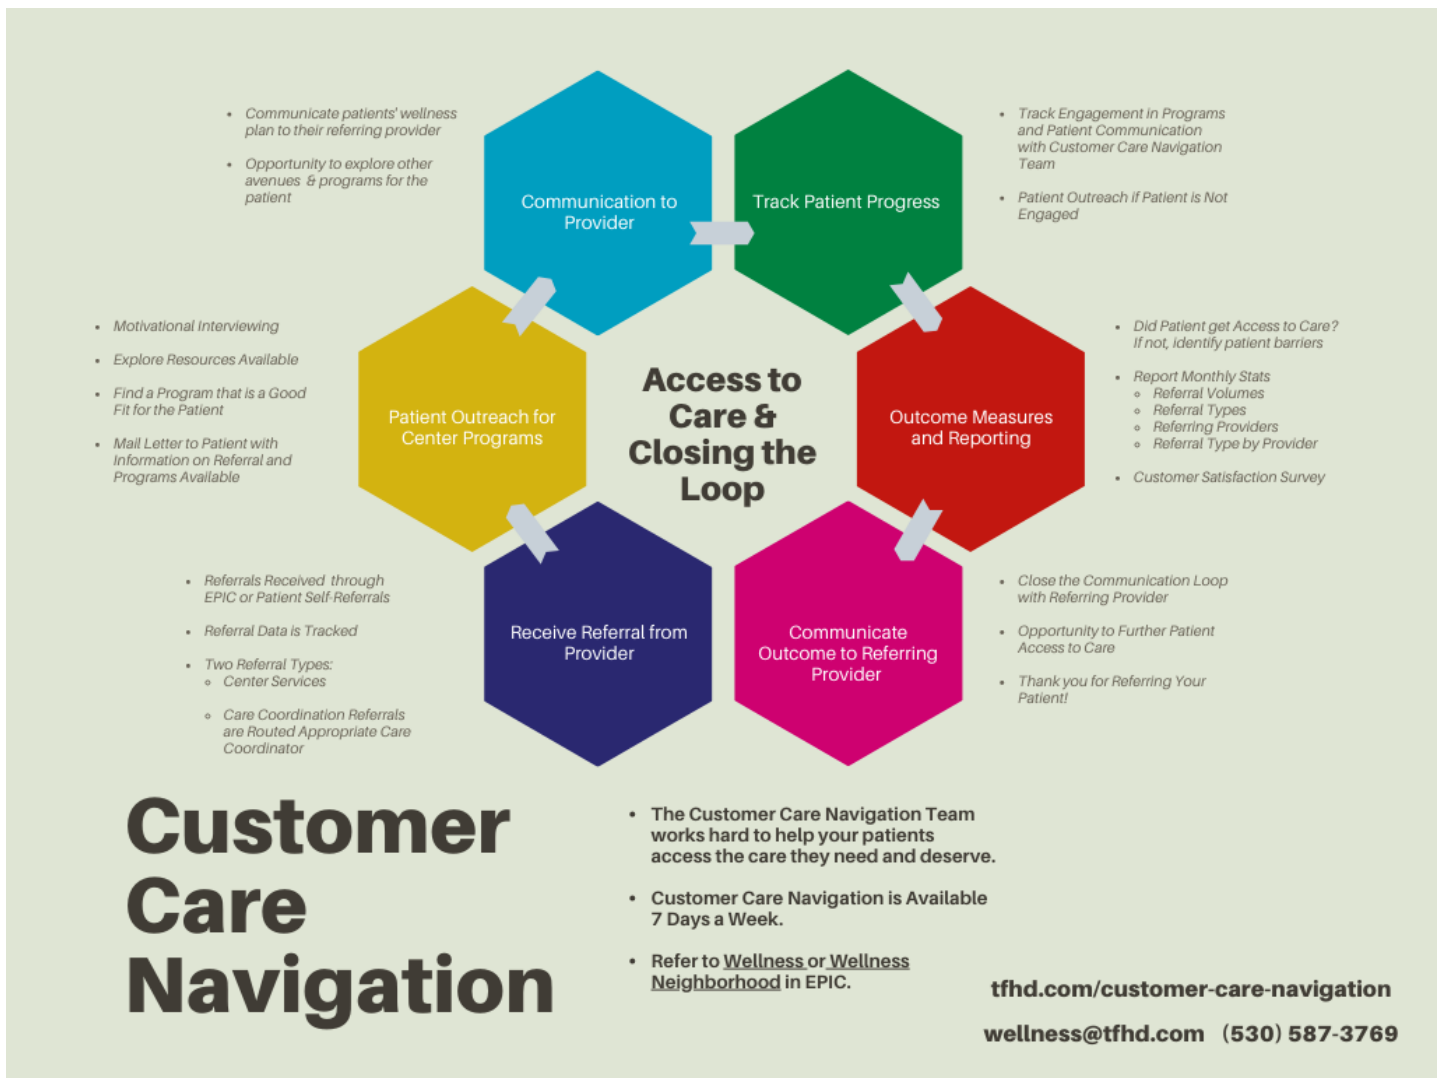 Communicate patients' wellness
plan to their referring provider
Opportunity to explore other
avenues & programs for the
patient
Communication to
Provider
Track Patient Progress
Track Engagement in Programs
and Patient Communication
with Customer Care Navigation
Team
Patient Outreach if Patient is Not
Engaged
Motivational Interviewing
Explore Resources Available
Find a Program that is a Good
Fit for the Patient
Mail Letter to Patient with
Information on Referral and
Programs Available
Patient Outreach for
Center Programs
Access to
Care &
Closing the
Loop
Outcome Measures
and Reporting
Did Patient get Access to Care?
If not, identify patient barriers
Report Monthly Stats
Referral Volumes
Referral Types
Referring Providers
Referral Type by Provider
Customer Satisfaction Survey
Referrals Received through
EPIC or Patient Self-Referrals
Referral Data is Tracked
Two Referral Types:
Center Services
Care Coordination Referrals
are Routed Appropriate Care
Coordinator
Receive Referral from
Provider
Communicate
Outcome to Referring
Provider
Close the Communication Loop
with Referring Provider
Opportunity to Further Patient
Access to Care
Thank you for Referring Your
Patient!
Customer
Care
Navigation
The Customer Care Navigation Team
works hard to help your patients
access the care they need and deserve.
Customer Care Navigation is Available
7 Days a Week.
Refer to Wellness or Wellness
Neighborhood in EPIC.
tfhd.com/customer-care-navigation
wellness@tfhd.com (530) 587-3769